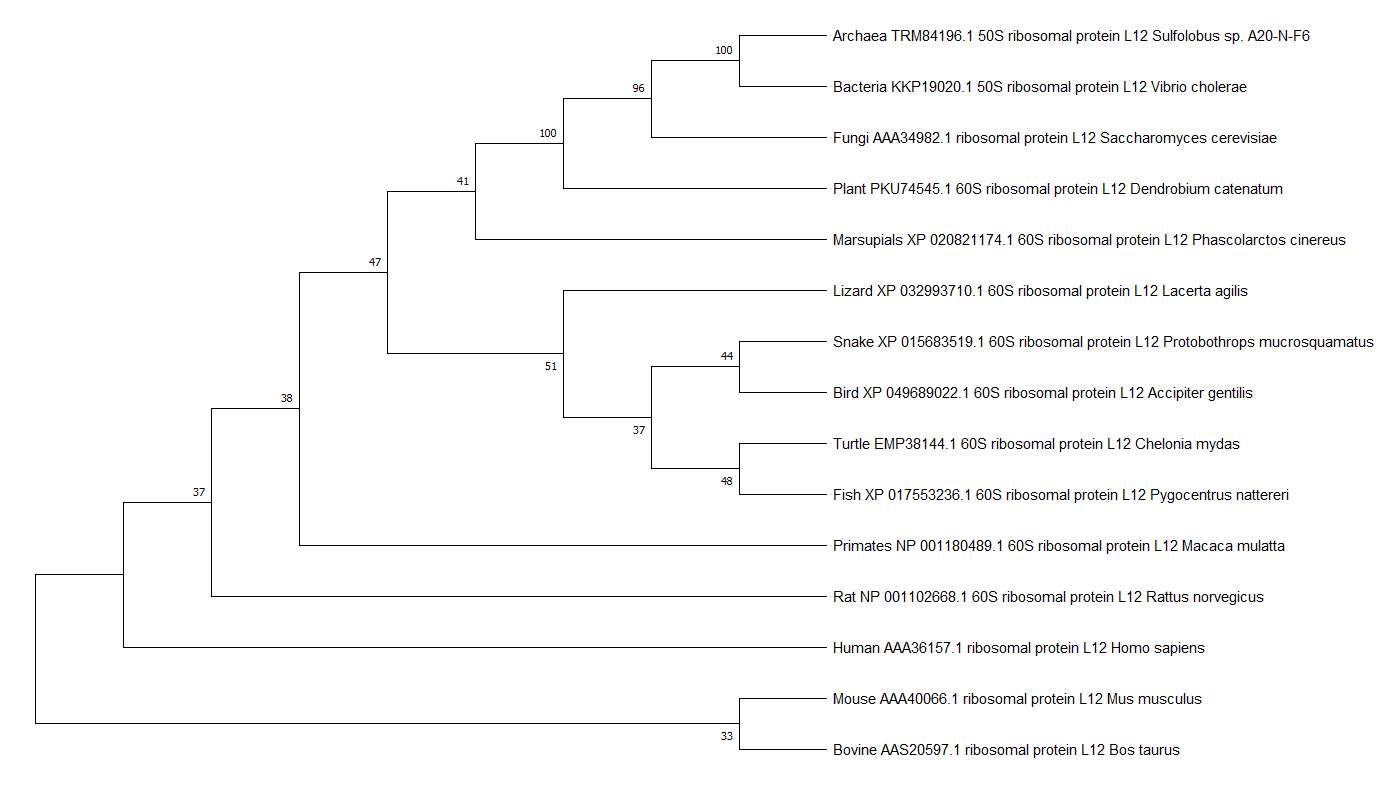 Archaea TRM84196.1 50S ribosomal protein L12 Sulfolobus sp. A20-N-F6
100
Bacteria KKP19020.1 50S ribosomal protein L12 Vibrio cholerae
96
Fungi AAA34982.1 ribosomal protein L12 Saccharomyces cerevisiae
100
Plant PKU74545.1 60S ribosomal protein L12 Dendrobium catenatum
41
Marsupials XP 020821174.1 60S ribosomal protein L12 Phascolarctos cinereus
47
Lizard XP 032993710.1 60S ribosomal protein L12 Lacerta agilis
Snake XP 015683519.1 60S ribosomal protein L12 Protobothrops mucrosquamatus
44
51
Bird XP 049689022.1 60S ribosomal protein L12 Accipiter gentilis
38
37
Turtle EMP38144.1 60S ribosomal protein L12 Chelonia mydas
48
37
Fish XP 017553236.1 60S ribosomal protein L12 Pygocentrus nattereri
Primates NP 001180489.1 60S ribosomal protein L12 Macaca mulatta
Rat NP 001102668.1 60S ribosomal protein L12 Rattus norvegicus
Human AAA36157.1 ribosomal protein L12 Homo sapiens
Mouse AAA40066.1 ribosomal protein L12 Mus musculus
33
Bovine AAS20597.1 ribosomal protein L12 Bos taurus